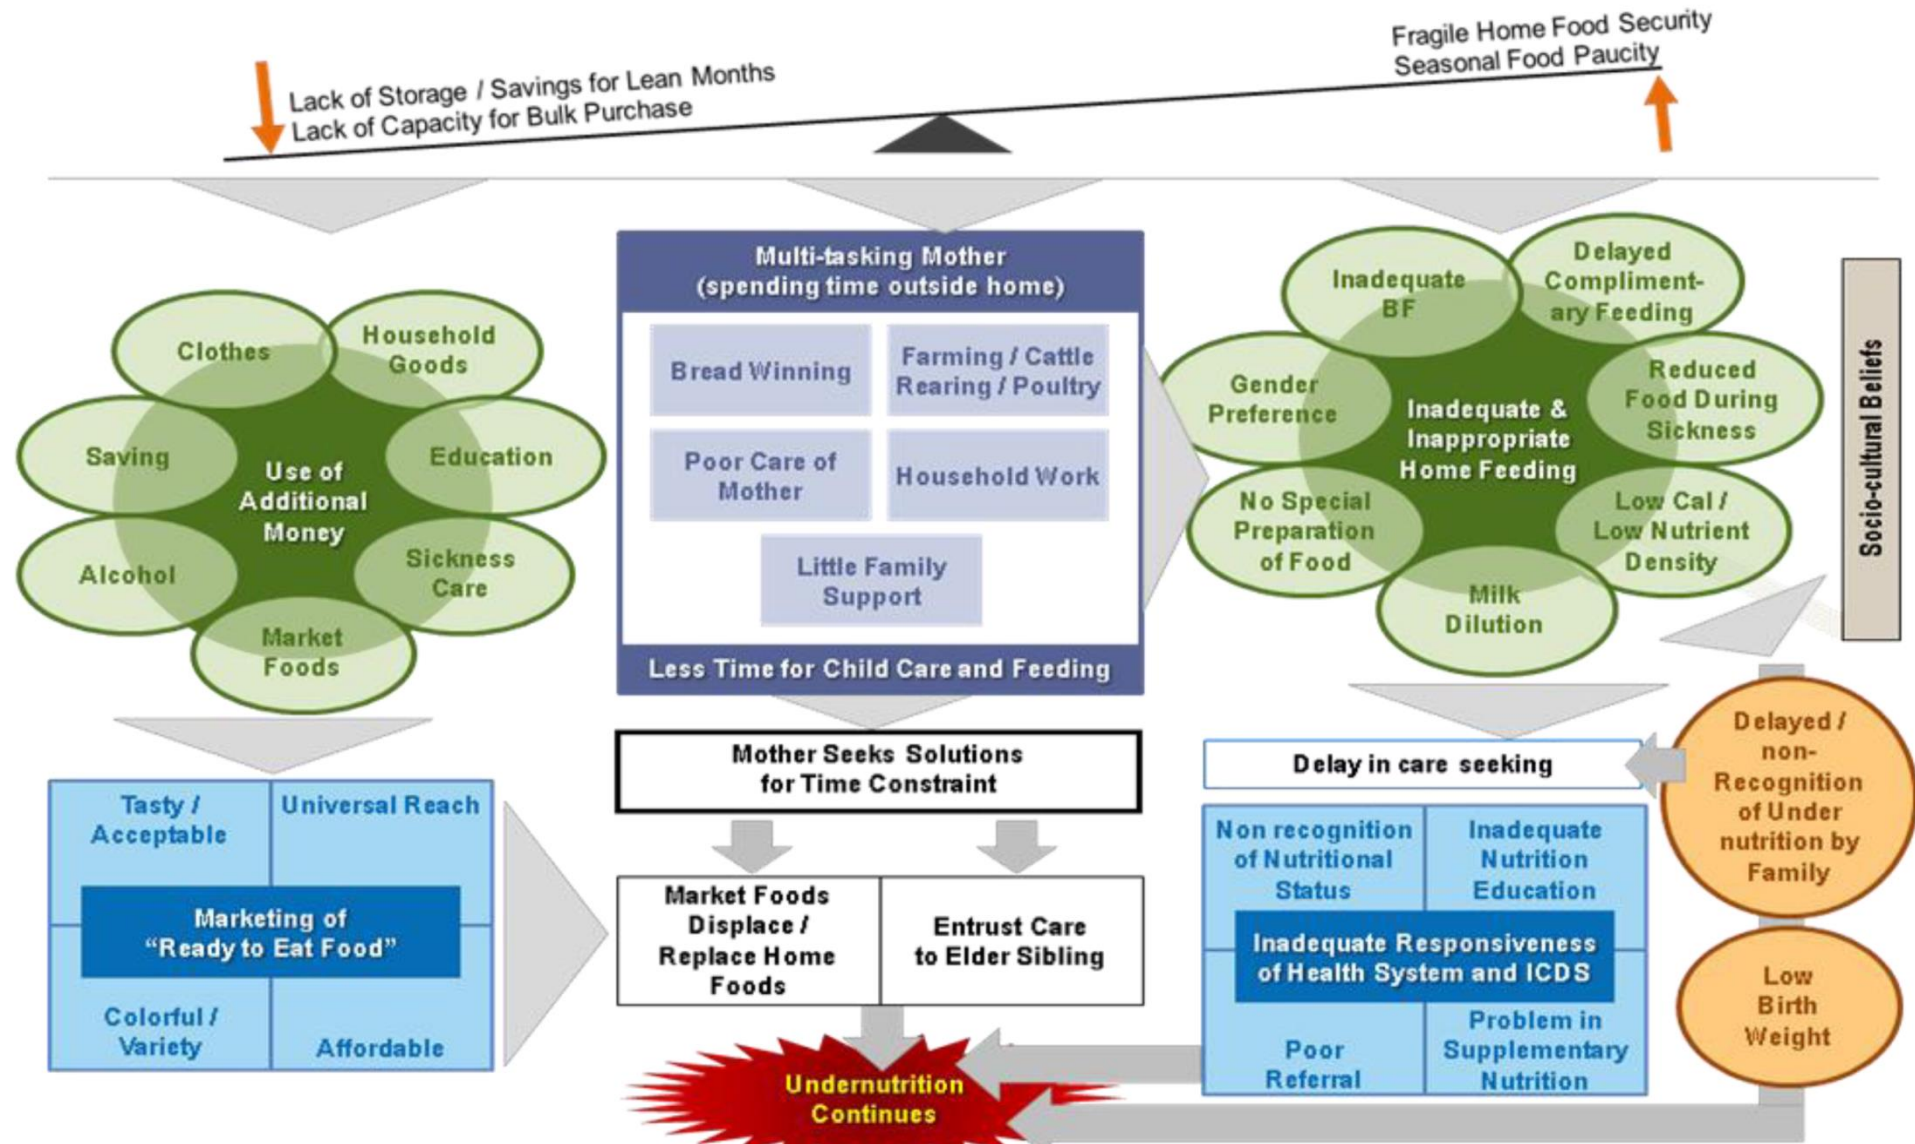 Lack of Storage / Savings for Lean Months
Lack of Capacity for Bulk Purchase
Fragile Home Food Security
Seasonal Food Paucity
Clothes
Household
Goods
Saving
Education
Use of
Additional
Money
Alcohol
Sickness
Care
Market
Foods
Multi-tasking Mother
(spending time outside home)
Bread Winning
Farming / Cattle
Rearing / Poultry
Poor Care of
Mother
Household Work
Little Family
Support
Less Time for Child Care and Feeding
Inadequate
BF
Delayed
Compliment-
ary Feeding
Gender
Preference
Reduced
Food During
Sickness
Inadequate &
Inappropriate
Home Feeding
No Special
Preparation
of Food
Low Cal /
Low Nutrient
Density
Milk
Dilution
Socio-cultural Beliefs
Tasty /
Acceptable
Universal Reach
Marketing of
“Ready to Eat Food”
Colorful /
Variety
Affordable
Mother Seeks Solutions
for Time Constraint
Market Foods
Displace /
Replace Home
Foods
Entrust Care
to Elder Sibling
Undernutrition
Continues
Delay in care seeking
Non recognition
of Nutritional
Status
Inadequate
Nutrition
Education
Inadequate Responsiveness
of Health System and ICDS
Poor
Referral
Problem in
Supplementary
Nutrition
Delayed /
non-
Recognition
of Under
nutrition by
Family
Low
Birth
Weight